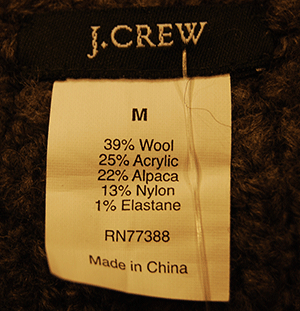 J.CREW
M
39% Wool
25% Acrylic
22% Alpaca
13% Nylon
1% Elastane
RN77388
Made in China